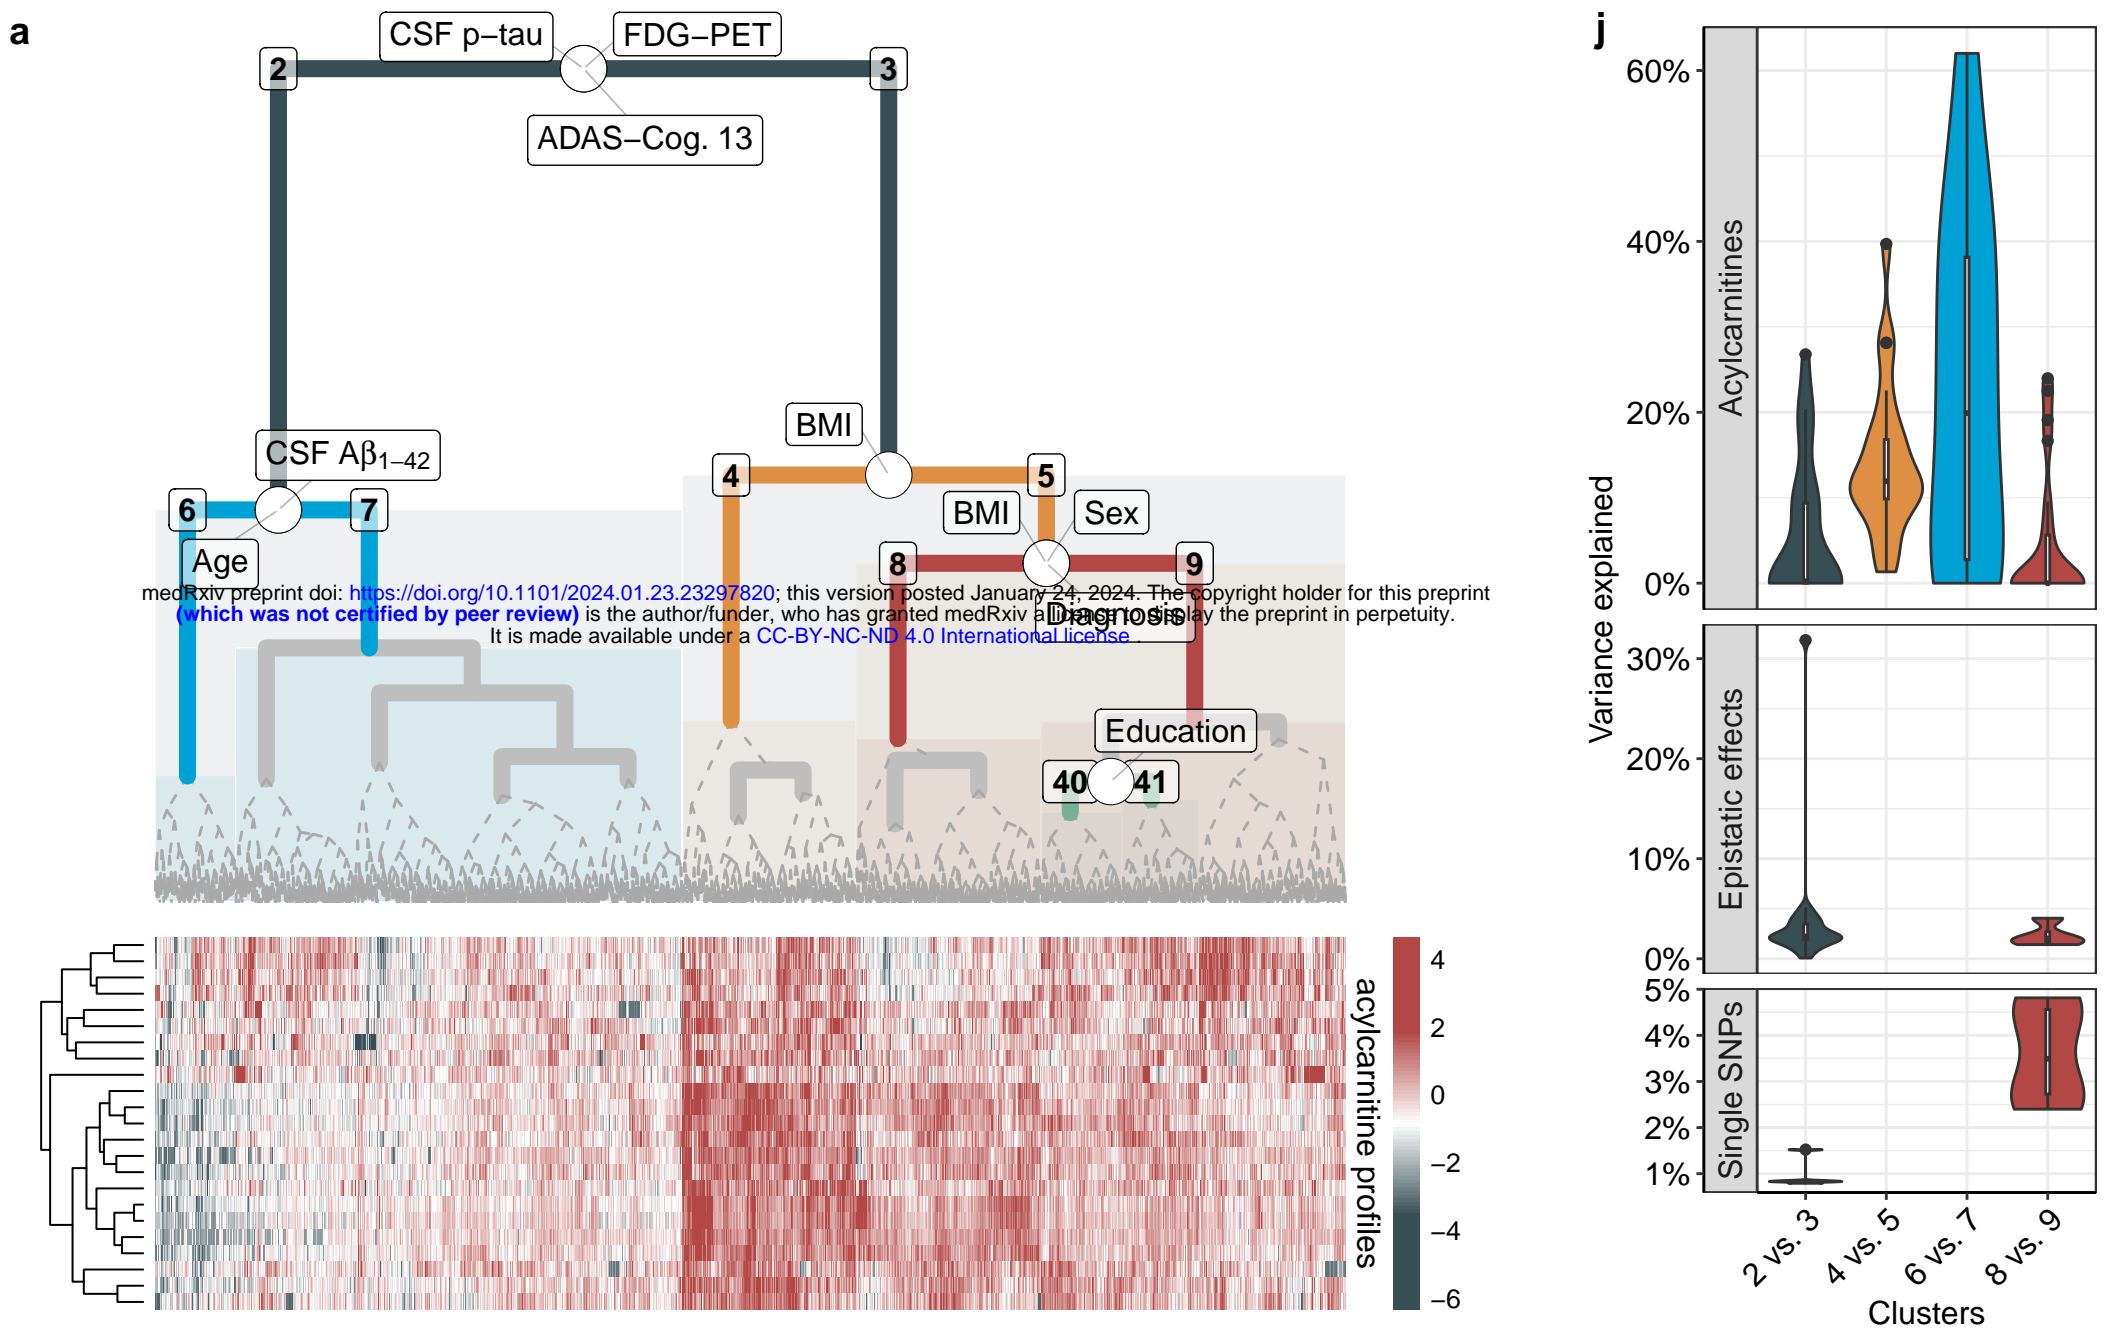 a
CSF p–tau
FDG–PET
2
3
ADAS–Cog. 13
BMI
CSF Aβ1–42
4
5
6
7
BMI
Sex
Age
8
9
medRxiv preprint doi: https://doi.org/10.1101/2024.01.23.23297820; this version posted January 24, 2024. The copyright holder for this preprint
(which was not certified by peer review) is the author/funder, who has granted medRxiv a license to display the preprint in perpetuity.
Diagnosis
It is made available under a CC-BY-NC-ND 4.0 International license .
Education
40
41
acylcarnitine profiles
4
2
0
−2
−4
−6
j
Variance explained
Acylcarnitines
60%
40%
20%
0%
Epistatic effects
30%
20%
10%
0%
Single SNPs
5%
4%
3%
2%
1%
2 vs. 3
4 vs. 5
6 vs. 7
8 vs. 9
Clusters